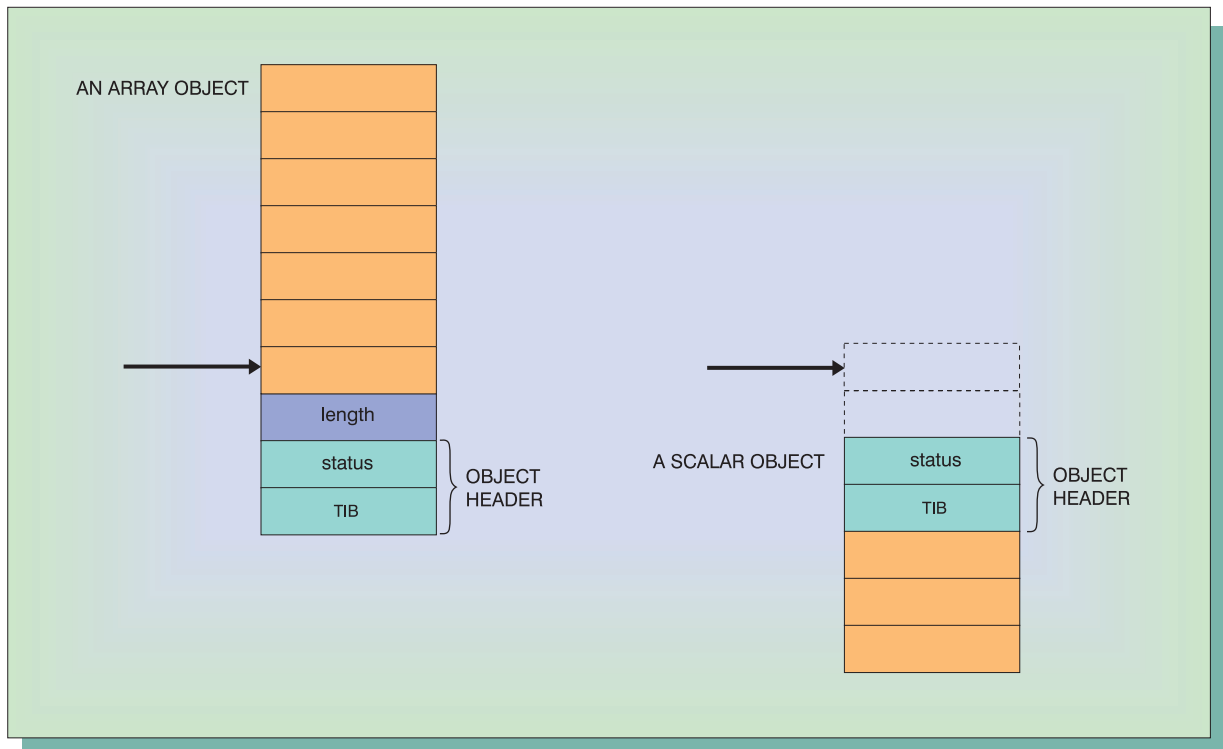 AN ARRAY OBJECT
length
status
TIB
OBJECT
HEADER
A SCALAR OBJECT
status
TIB
OBJECT
HEADER